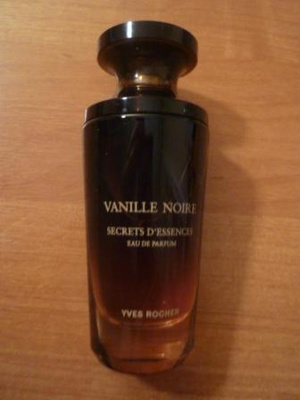 VANILLE NOIRE
SECRETS D'ESSENCES
EAU DE PARFUM
YVES ROCHER